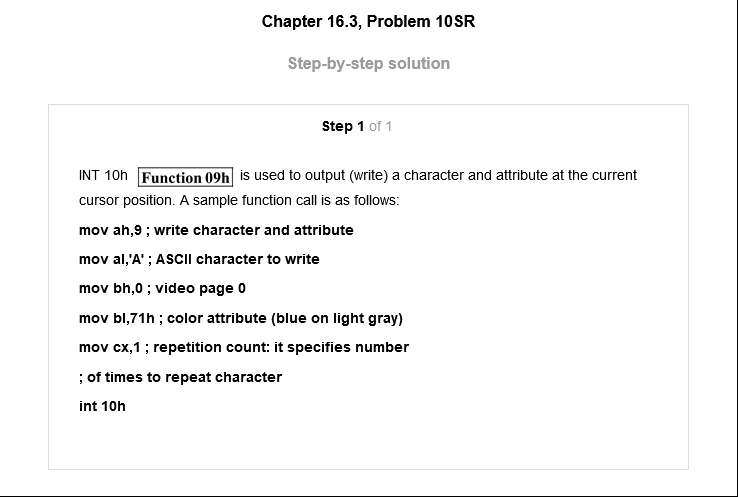 Chapter 16.3, Problem 10SR
Step-by-step solution
Step 1 of 1
INT 10h Function 09h is used to output (write) a character and attribute at the current
cursor position. A sample function call is as follows:
mov ah,9 ; write character and attribute
mov al,'A' ; ASCII character to write
mov bh,0 ; video page 0
mov bl,71h ; color attribute (blue on light gray)
mov cx,1 ; repetition count: it specifies number
; of times to repeat character
int 10h